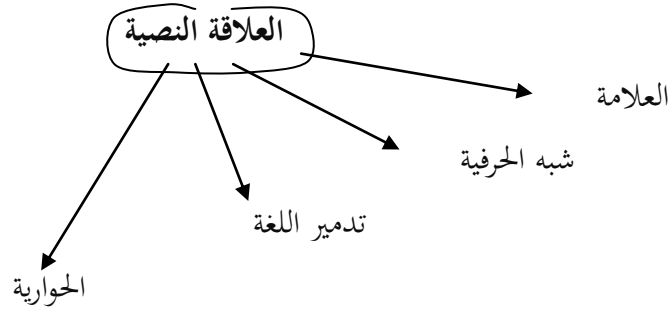 العلاقة النصية
العلامة
شبه الحرفية
تدمير اللغة
الحوارية